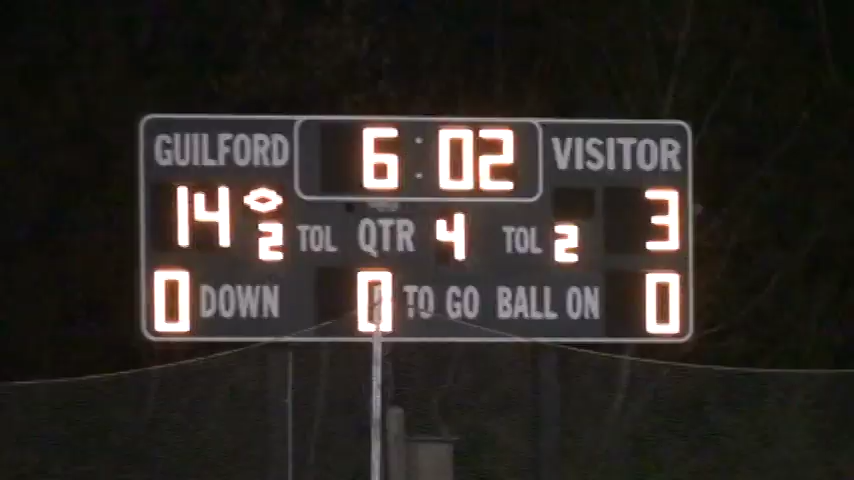 GUILFORD 6:02 VISITOR
14 2 TOL QTR 4 TOL 2 3
0 DOWN 0 TO GO BALL ON 0